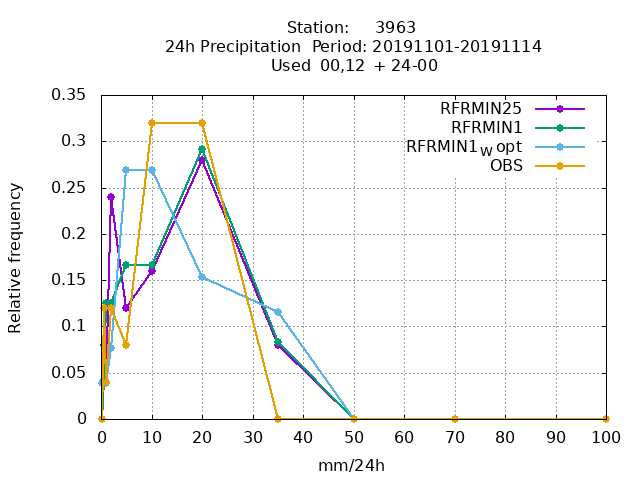 Station: 3963
24h Precipitation Period: 20191101-20191114
Used 00,12 + 24-00
0.35
0.3
0.25
0.2
0.15
0.1
0.05
0
Relative frequency
RFRMIN25
RFRMIN1
RFRMIN1w opt
OBS
0 10 20 30 40 50 60 70 80 90 100
mm/24h